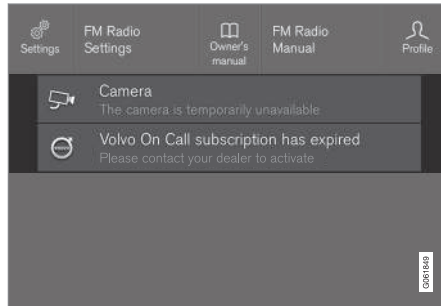 Settings
FM Radio
Settings
Owner's
manual
FM Radio
Manual
Profile
Camera
The camera is temporarily unavailable
Volvo On Call subscription has expired
Please contact your dealer to activate
G061849